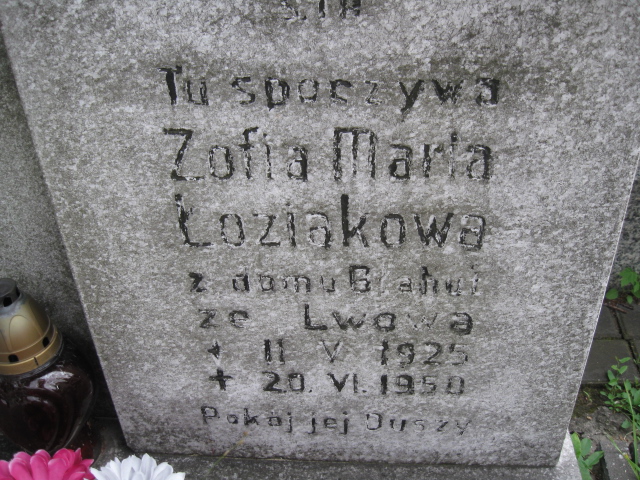 Tu spoczywa
Zofia Maria
Łoziakowa
z domu
ze Lwowa
* 11 V. 1925
+ 20. VI. 1950
Pokój jej Duszy